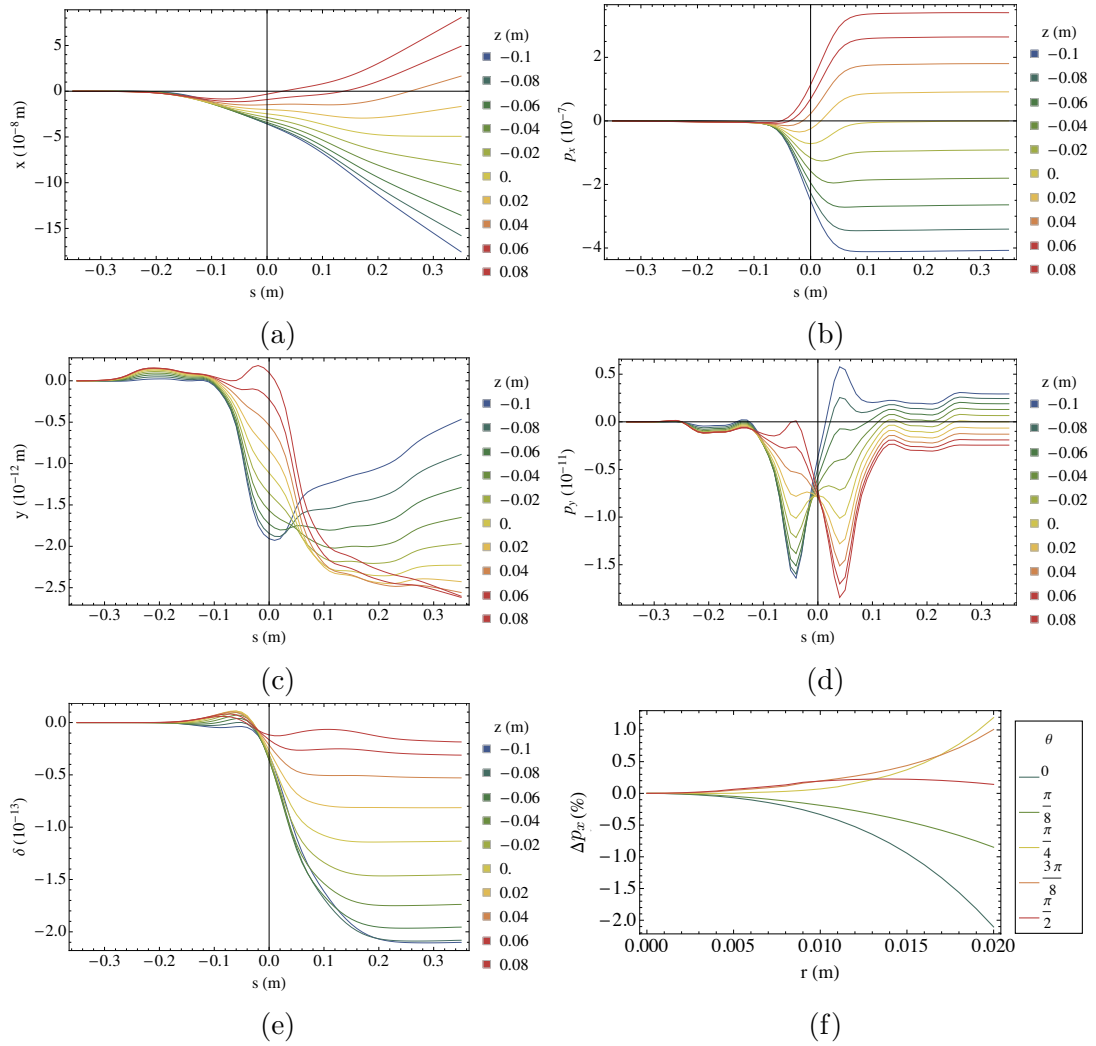 5
0
−5
−10
−15
x (10⁻⁸ m)
−0.3 −0.2 −0.1 0.0 0.1 0.2 0.3
s (m)
z (m)
−0.1
−0.08
−0.06
−0.04
−0.02
0.
0.02
0.04
0.06
0.08
(a)
2
0
−2
−4
pₓ (10⁻⁷)
−0.3 −0.2 −0.1 0.0 0.1 0.2 0.3
s (m)
z (m)
−0.1
−0.08
−0.06
−0.04
−0.02
0.
0.02
0.04
0.06
0.08
(b)
0.0
−0.5
−1.0
−1.5
−2.0
−2.5
y (10⁻¹² m)
−0.3 −0.2 −0.1 0.0 0.1 0.2 0.3
s (m)
z (m)
−0.1
−0.08
−0.06
−0.04
−0.02
0.
0.02
0.04
0.06
0.08
(c)
0.5
0.0
−0.5
−1.0
−1.5
p_y (10⁻¹¹)
−0.3 −0.2 −0.1 0.0 0.1 0.2 0.3
s (m)
z (m)
−0.1
−0.08
−0.06
−0.04
−0.02
0.
0.02
0.04
0.06
0.08
(d)
0.0
−0.5
−1.0
−1.5
−2.0
δ (10⁻¹³)
−0.3 −0.2 −0.1 0.0 0.1 0.2 0.3
s (m)
z (m)
−0.1
−0.08
−0.06
−0.04
−0.02
0.
0.02
0.04
0.06
0.08
(e)
1.0
0.5
0.0
−0.5
−1.0
−1.5
−2.0
Δpₓ (%)
0.000 0.005 0.010 0.015 0.020
r (m)
θ
0
π/8
π/4
3π/8
π/2
(f)